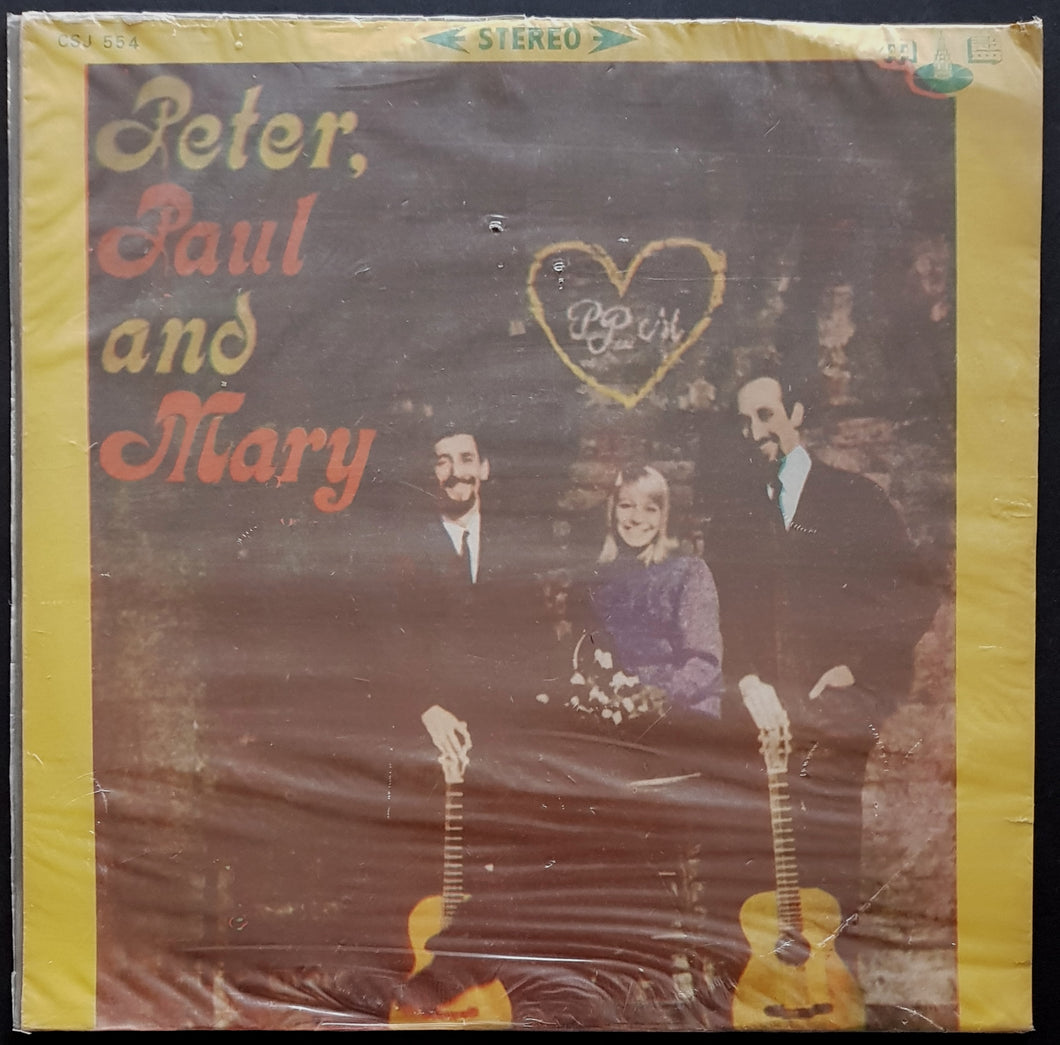 CSJ 554
STEREO
Peter,
Paul
and
Mary
PP & M